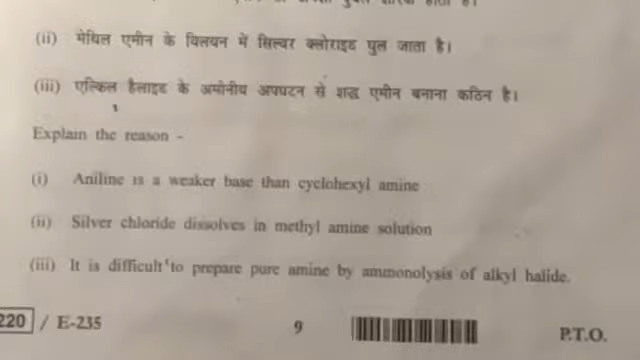 (ii) मेथिल एमीन के विलयन में सिल्वर क्लोराइड घुल जाता है।
(iii) एल्किल हैलाइड के अमोनीय अपघटन से शुद्ध एमीन बनाना कठिन है।
Explain the reason -
(i) Aniline is a weaker base than cyclohexyl amine
(ii) Silver chloride dissolves in methyl amine solution
(iii) It is difficult to prepare pure amine by ammonolysis of alkyl halide.
220 / E-235
9
P.T.O.